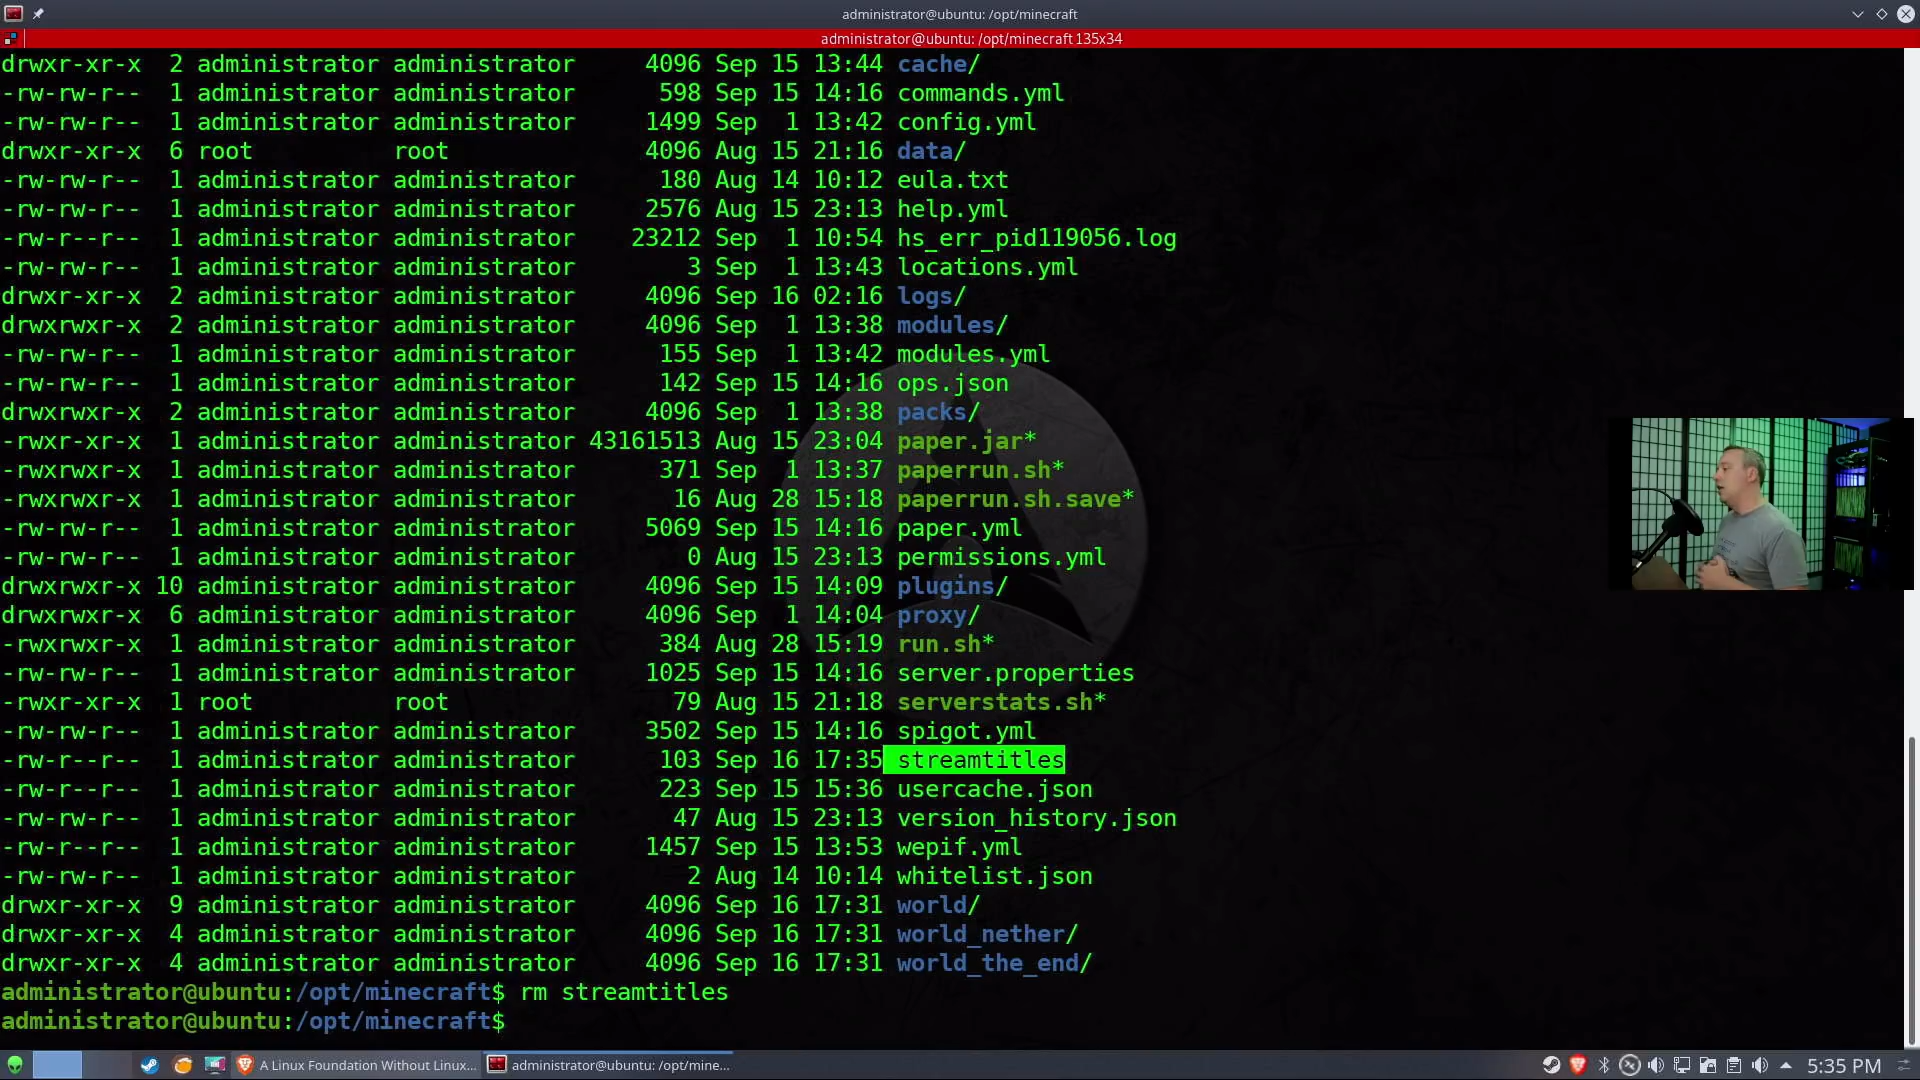 administrator@ubuntu: /opt/minecraft
administrator@ubuntu: /opt/minecraft 135x34
drwxr-xr-x  2 administrator administrator     4096 Sep 15 13:44 cache/
-rw-rw-r--  1 administrator administrator      598 Sep 15 14:16 commands.yml
-rw-rw-r--  1 administrator administrator     1499 Sep  1 13:42 config.yml
drwxr-xr-x  6 root          root              4096 Aug 15 21:16 data/
-rw-rw-r--  1 administrator administrator      180 Aug 14 10:12 eula.txt
-rw-rw-r--  1 administrator administrator     2576 Aug 15 23:13 help.yml
-rw-r--r--  1 administrator administrator    23212 Sep  1 10:54 hs_err_pid119056.log
-rw-rw-r--  1 administrator administrator        3 Sep  1 13:43 locations.yml
drwxr-xr-x  2 administrator administrator     4096 Sep 16 02:16 logs/
drwxrwxr-x  2 administrator administrator     4096 Sep  1 13:38 modules/
-rw-rw-r--  1 administrator administrator      155 Sep  1 13:42 modules.yml
-rw-rw-r--  1 administrator administrator      142 Sep 15 14:16 ops.json
drwxrwxr-x  2 administrator administrator     4096 Sep  1 13:38 packs/
-rwxrwxr-x  1 administrator administrator 43161513 Aug 15 23:04 paper.jar*
-rwxrwxr-x  1 administrator administrator      371 Sep  1 13:37 paperrun.sh*
-rwxrwxr-x  1 administrator administrator       16 Aug 28 15:18 paperrun.sh.save*
-rw-rw-r--  1 administrator administrator     5069 Sep 15 14:16 paper.yml
-rw-rw-r--  1 administrator administrator        0 Aug 15 23:13 permissions.yml
drwxrwxr-x 10 administrator administrator     4096 Sep 15 14:09 plugins/
drwxrwxr-x  6 administrator administrator     4096 Sep  1 14:04 proxy/
-rwxrwxr-x  1 administrator administrator      384 Aug 28 15:19 run.sh*
-rw-rw-r--  1 administrator administrator     1025 Sep 15 14:16 server.properties
-rwxr-xr-x  1 root          root                79 Aug 15 21:18 serverstats.sh*
-rw-rw-r--  1 administrator administrator     3502 Sep 15 14:16 spigot.yml
-rw-r--r--  1 administrator administrator      103 Sep 16 17:35 streamtitles
-rw-r--r--  1 administrator administrator      223 Sep 15 15:36 usercache.json
-rw-rw-r--  1 administrator administrator       47 Aug 15 23:13 version_history.json
-rw-r--r--  1 administrator administrator     1457 Sep 15 13:53 wepif.yml
-rw-rw-r--  1 administrator administrator        2 Aug 14 10:14 whitelist.json
drwxr-xr-x  9 administrator administrator     4096 Sep 16 17:31 world/
drwxr-xr-x  4 administrator administrator     4096 Sep 16 17:31 world_nether/
drwxr-xr-x  4 administrator administrator     4096 Sep 16 17:31 world_the_end/
administrator@ubuntu:/opt/minecraft$ rm streamtitles
administrator@ubuntu:/opt/minecraft$
A Linux Foundation Without Linux... administrator@ubuntu: /opt/mine... 5:35 PM